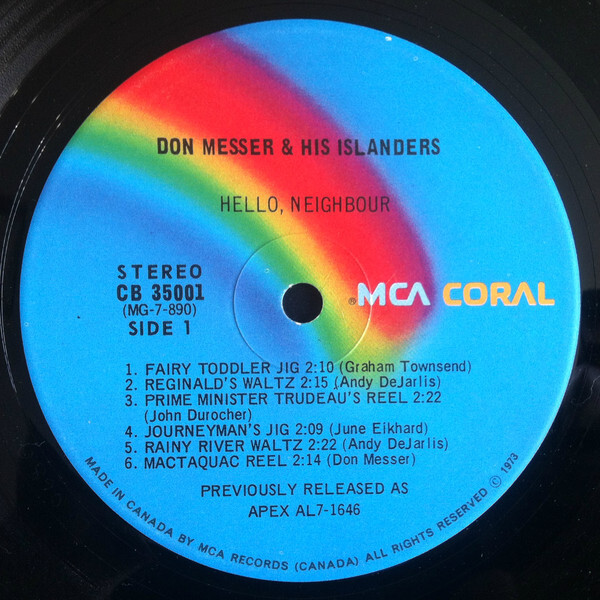 DON MESSER & HIS ISLANDERS
HELLO, NEIGHBOUR
STEREO
CB 35001
(MG-7-890)
SIDE 1
®MCA CORAL
1. FAIRY TODDLER JIG 2:10 (Graham Townsend)
2. REGINALD'S WALTZ 2:15 (Andy DeJarlis)
3. PRIME MINISTER TRUDEAU'S REEL 2:22
(John Durocher)
4. JOURNEYMAN'S JIG 2:09 (June Eikhard)
5. RAINY RIVER WALTZ 2:22 (Andy DeJarlis)
6. MACTAQUAC REEL 2:14 (Don Messer)
PREVIOUSLY RELEASED AS
APEX AL7-1646
MADE IN CANADA BY MCA RECORDS (CANADA) ALL RIGHTS RESERVED © 1973